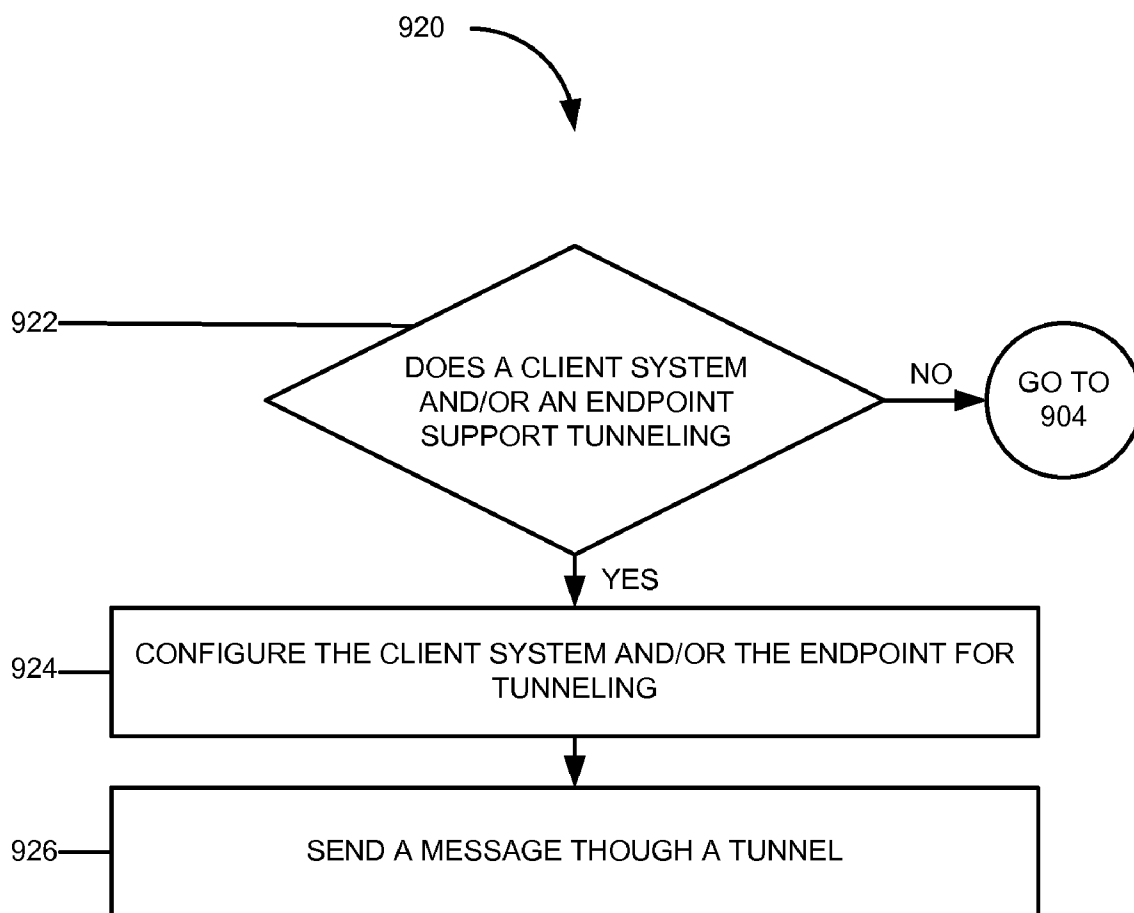 920
922
DOES A CLIENT SYSTEM
AND/OR AN ENDPOINT
SUPPORT TUNNELING
NO
GO TO
904
YES
924
CONFIGURE THE CLIENT SYSTEM AND/OR THE ENDPOINT FOR
TUNNELING
926
SEND A MESSAGE THOUGH A TUNNEL